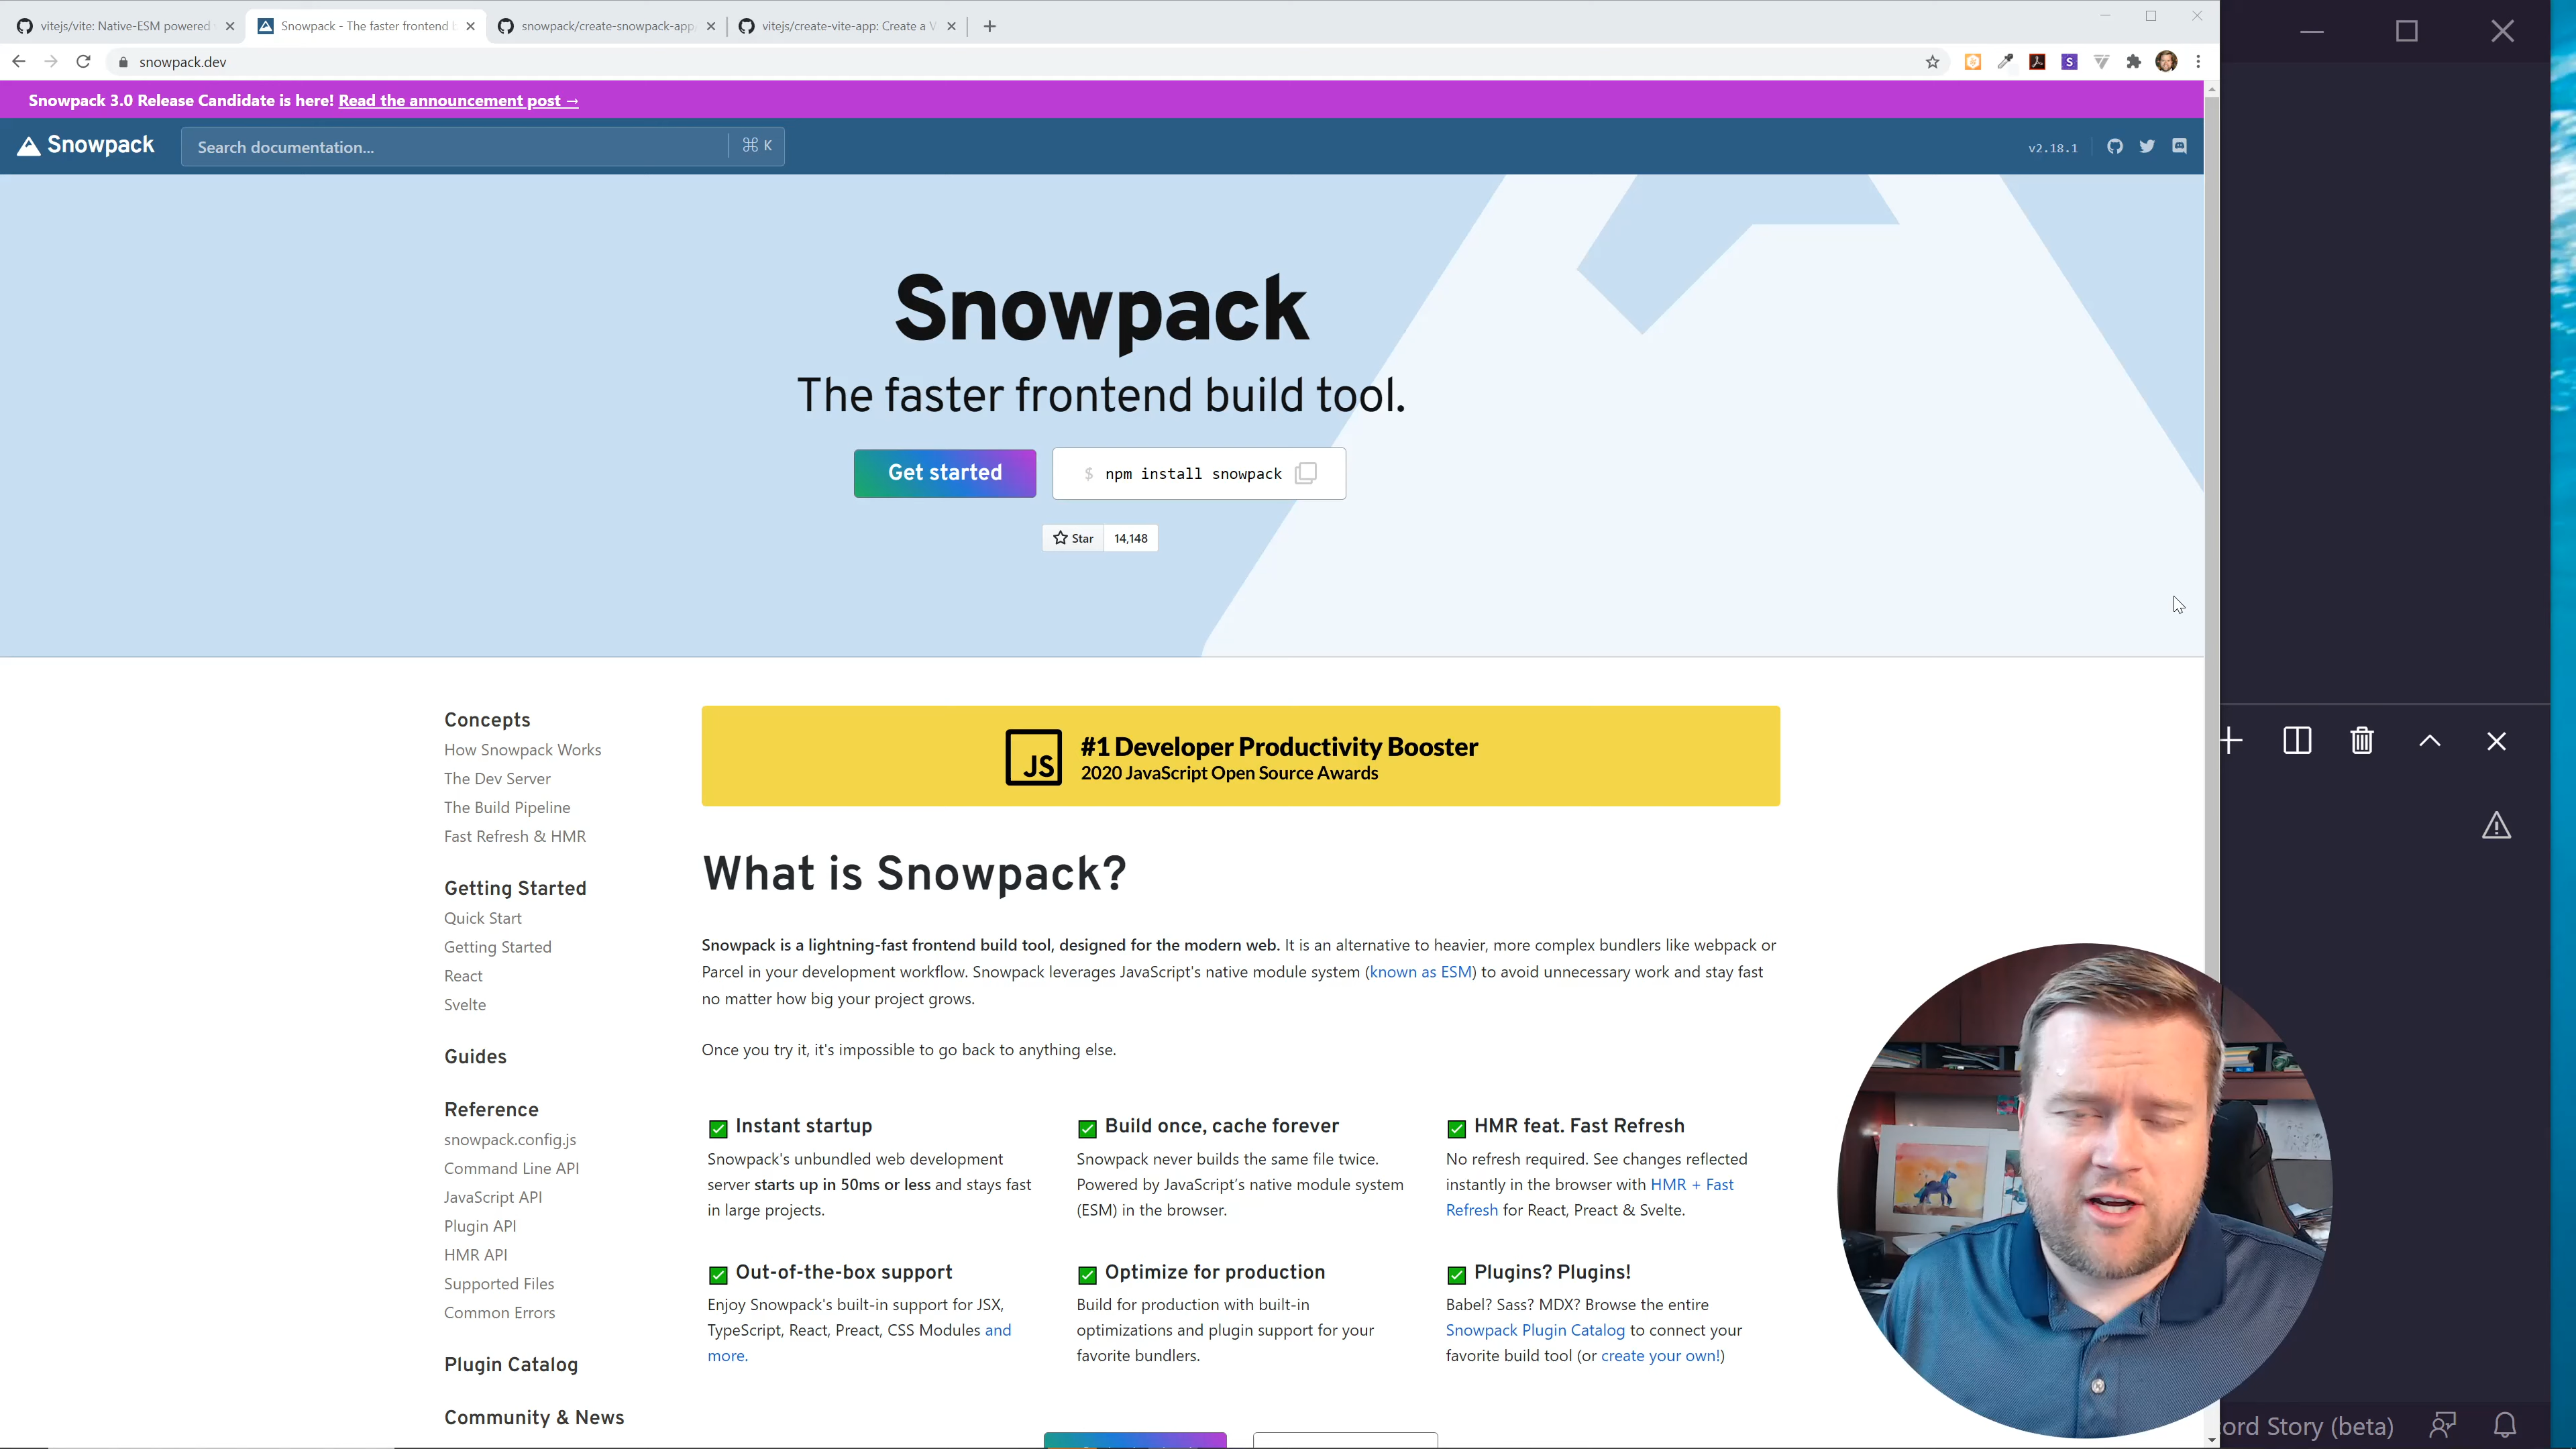 vitejs/vite: Native-ESM powered
Snowpack - The faster frontend b
snowpack/create-snowpack-app
vitejs/create-vite-app: Create a V
snowpack.dev
S
Snowpack 3.0 Release Candidate is here! Read the announcement post →
Snowpack
Search documentation...
⌘ K
v2.18.1
Snowpack
The faster frontend build tool.
Get started
$ npm install snowpack
Star
14,148
Concepts
How Snowpack Works
The Dev Server
The Build Pipeline
Fast Refresh & HMR
Getting Started
Quick Start
Getting Started
React
Svelte
Guides
Reference
snowpack.config.js
Command Line API
JavaScript API
Plugin API
HMR API
Supported Files
Common Errors
Plugin Catalog
Community & News
JS
#1 Developer Productivity Booster
2020 JavaScript Open Source Awards
What is Snowpack?
Snowpack is a lightning-fast frontend build tool, designed for the modern web. It is an alternative to heavier, more complex bundlers like webpack or
Parcel in your development workflow. Snowpack leverages JavaScript's native module system (known as ESM) to avoid unnecessary work and stay fast
no matter how big your project grows.
Once you try it, it's impossible to go back to anything else.
Instant startup
Snowpack's unbundled web development
server starts up in 50ms or less and stays fast
in large projects.
Build once, cache forever
Snowpack never builds the same file twice.
Powered by JavaScript's native module system
(ESM) in the browser.
HMR feat. Fast Refresh
No refresh required. See changes reflected
instantly in the browser with HMR + Fast
Refresh for React, Preact & Svelte.
Out-of-the-box support
Enjoy Snowpack's built-in support for JSX,
TypeScript, React, Preact, CSS Modules and
more.
Optimize for production
Build for production with built-in
optimizations and plugin support for your
favorite bundlers.
Plugins? Plugins!
Babel? Sass? MDX? Browse the entire
Snowpack Plugin Catalog to connect your
favorite build tool (or create your own!)
ord Story (beta)